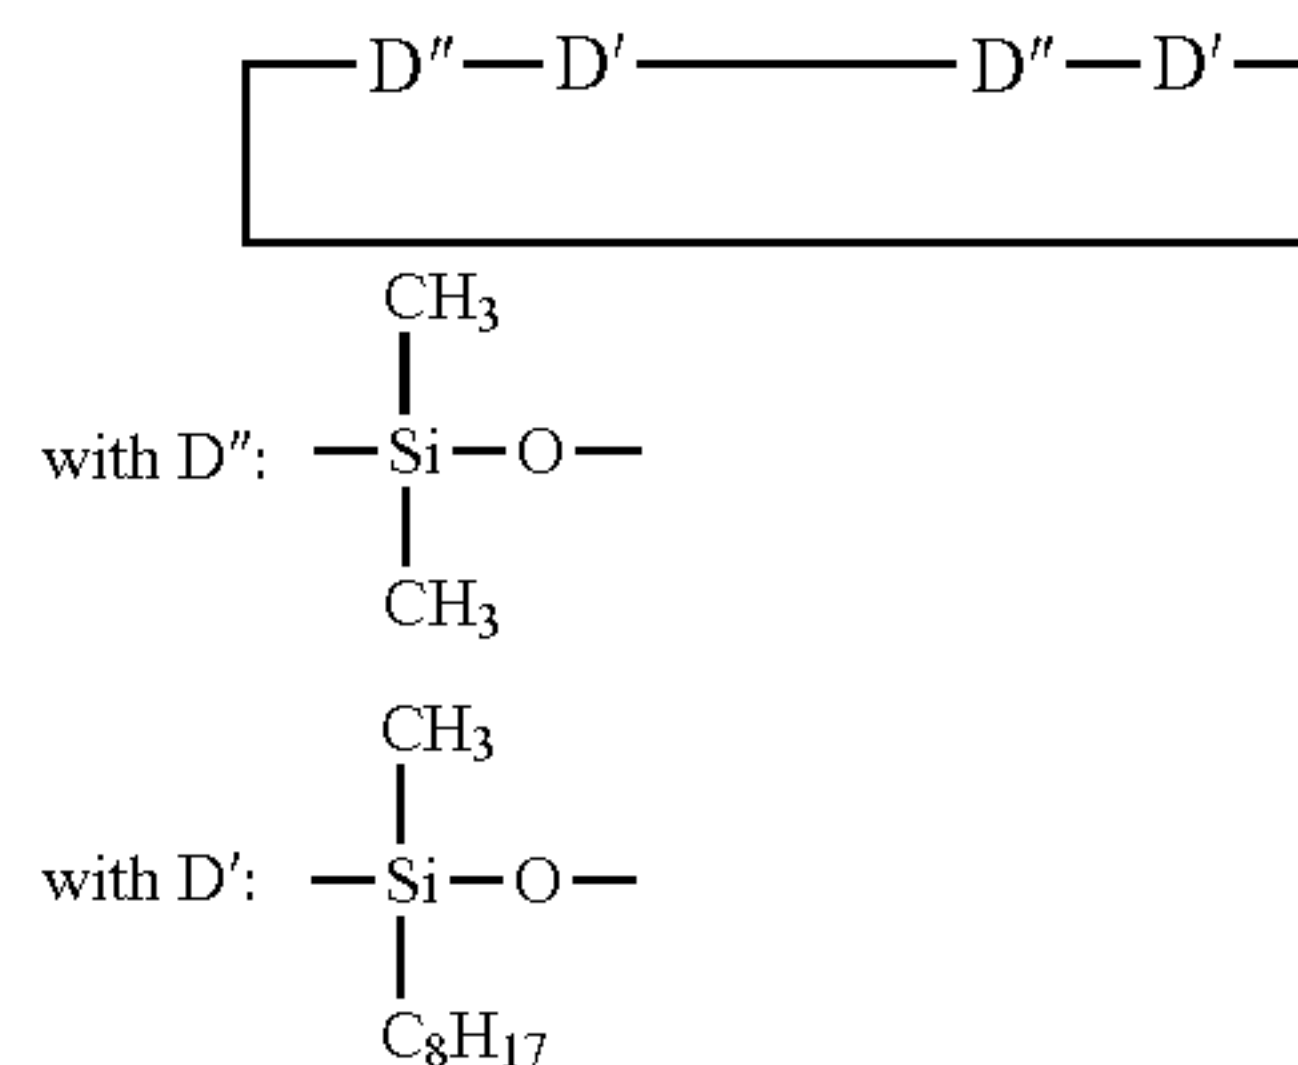 D″—D′———D″—D′—
CH₃
with D″: —Si—O—
CH₃
CH₃
with D′: —Si—O—
C₈H₁₇